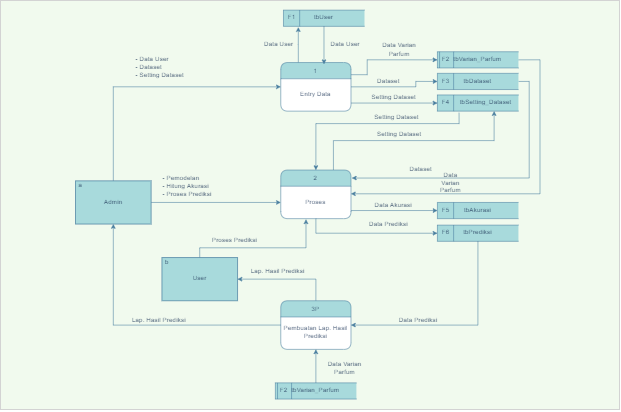 F1 tbUser
Data User
Data User
Data Varian
Parfum
F2 tbVarian_Parfum
- Data User
- Dataset
- Setting Dataset
1
Entry Data
Dataset
F3 tbDataset
Setting Dataset
F4 tbSetting_Dataset
Setting Dataset
Setting Dataset
Dataset
Data
Varian
Parfum
a
Admin
- Pemodelan
- Hitung Akurasi
- Proses Prediksi
2
Proses
Data Akurasi
F5 tbAkurasi
Data Prediksi
F6 tbPrediksi
Proses Prediksi
b
User
Lap. Hasil Prediksi
3P
Pembuatan Lap. Hasil
Prediksi
Lap. Hasil Prediksi
Data Prediksi
Data Varian
Parfum
F2 tbVarian_Parfum